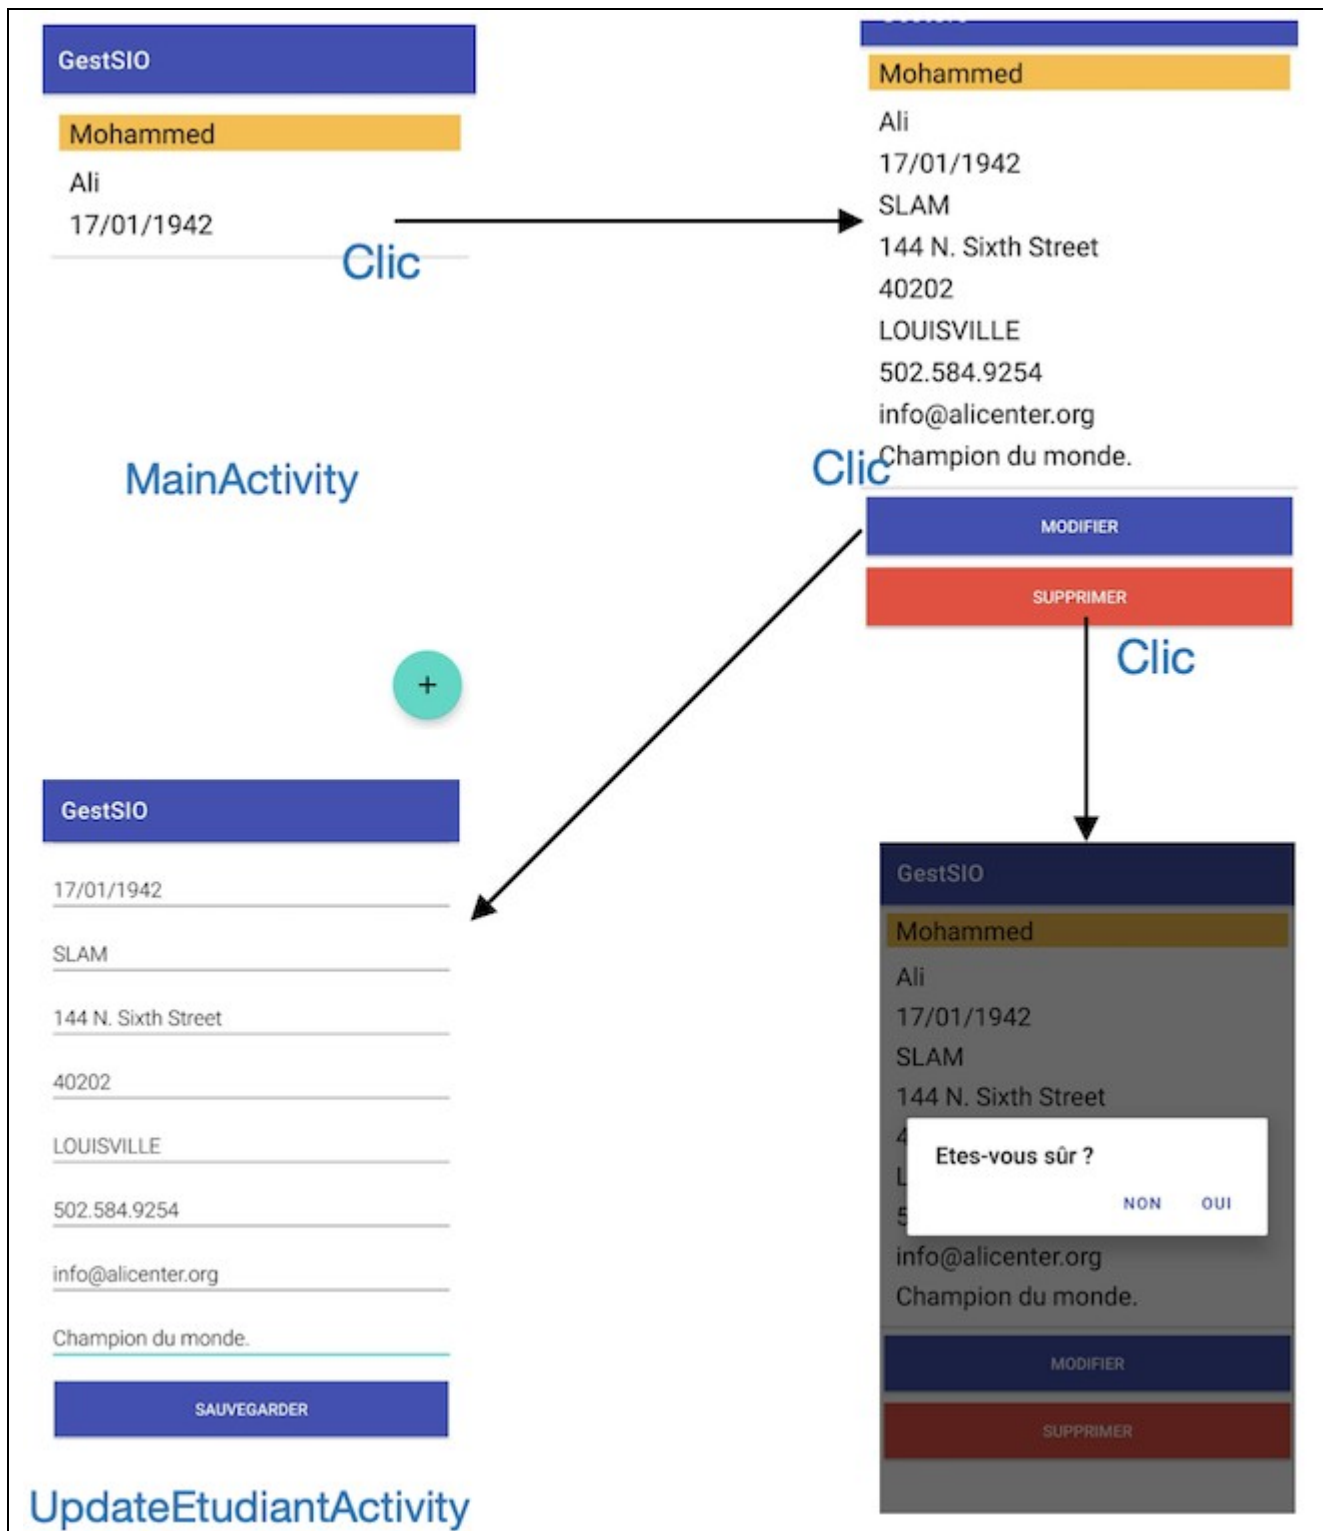 GestSIO
Mohammed
Ali
17/01/1942
Clic
MainActivity
+
Mohammed
Ali
17/01/1942
SLAM
144 N. Sixth Street
40202
LOUISVILLE
502.584.9254
info@alicenter.org
Champion du monde.
Clic
MODIFIER
SUPPRIMER
Clic
GestSIO
17/01/1942
SLAM
144 N. Sixth Street
40202
LOUISVILLE
502.584.9254
info@alicenter.org
Champion du monde.
SAUVEGARDER
UpdateEtudiantActivity
GestSIO
Mohammed
Ali
17/01/1942
SLAM
144 N. Sixth Street
Etes-vous sûr ?
NON OUI
info@alicenter.org
Champion du monde.
MODIFIER
SUPPRIMER